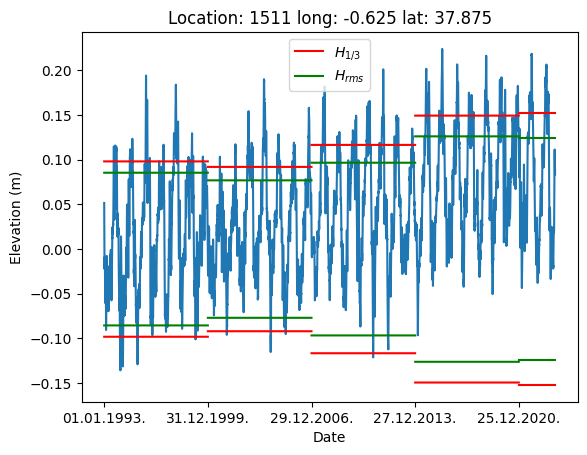 Location: 1511 long: -0.625 lat: 37.875
H1/3
Hrms
0.20
0.15
0.10
0.05
0.00
−0.05
−0.10
−0.15
Elevation (m)
01.01.1993. 31.12.1999. 29.12.2006. 27.12.2013. 25.12.2020.
Date